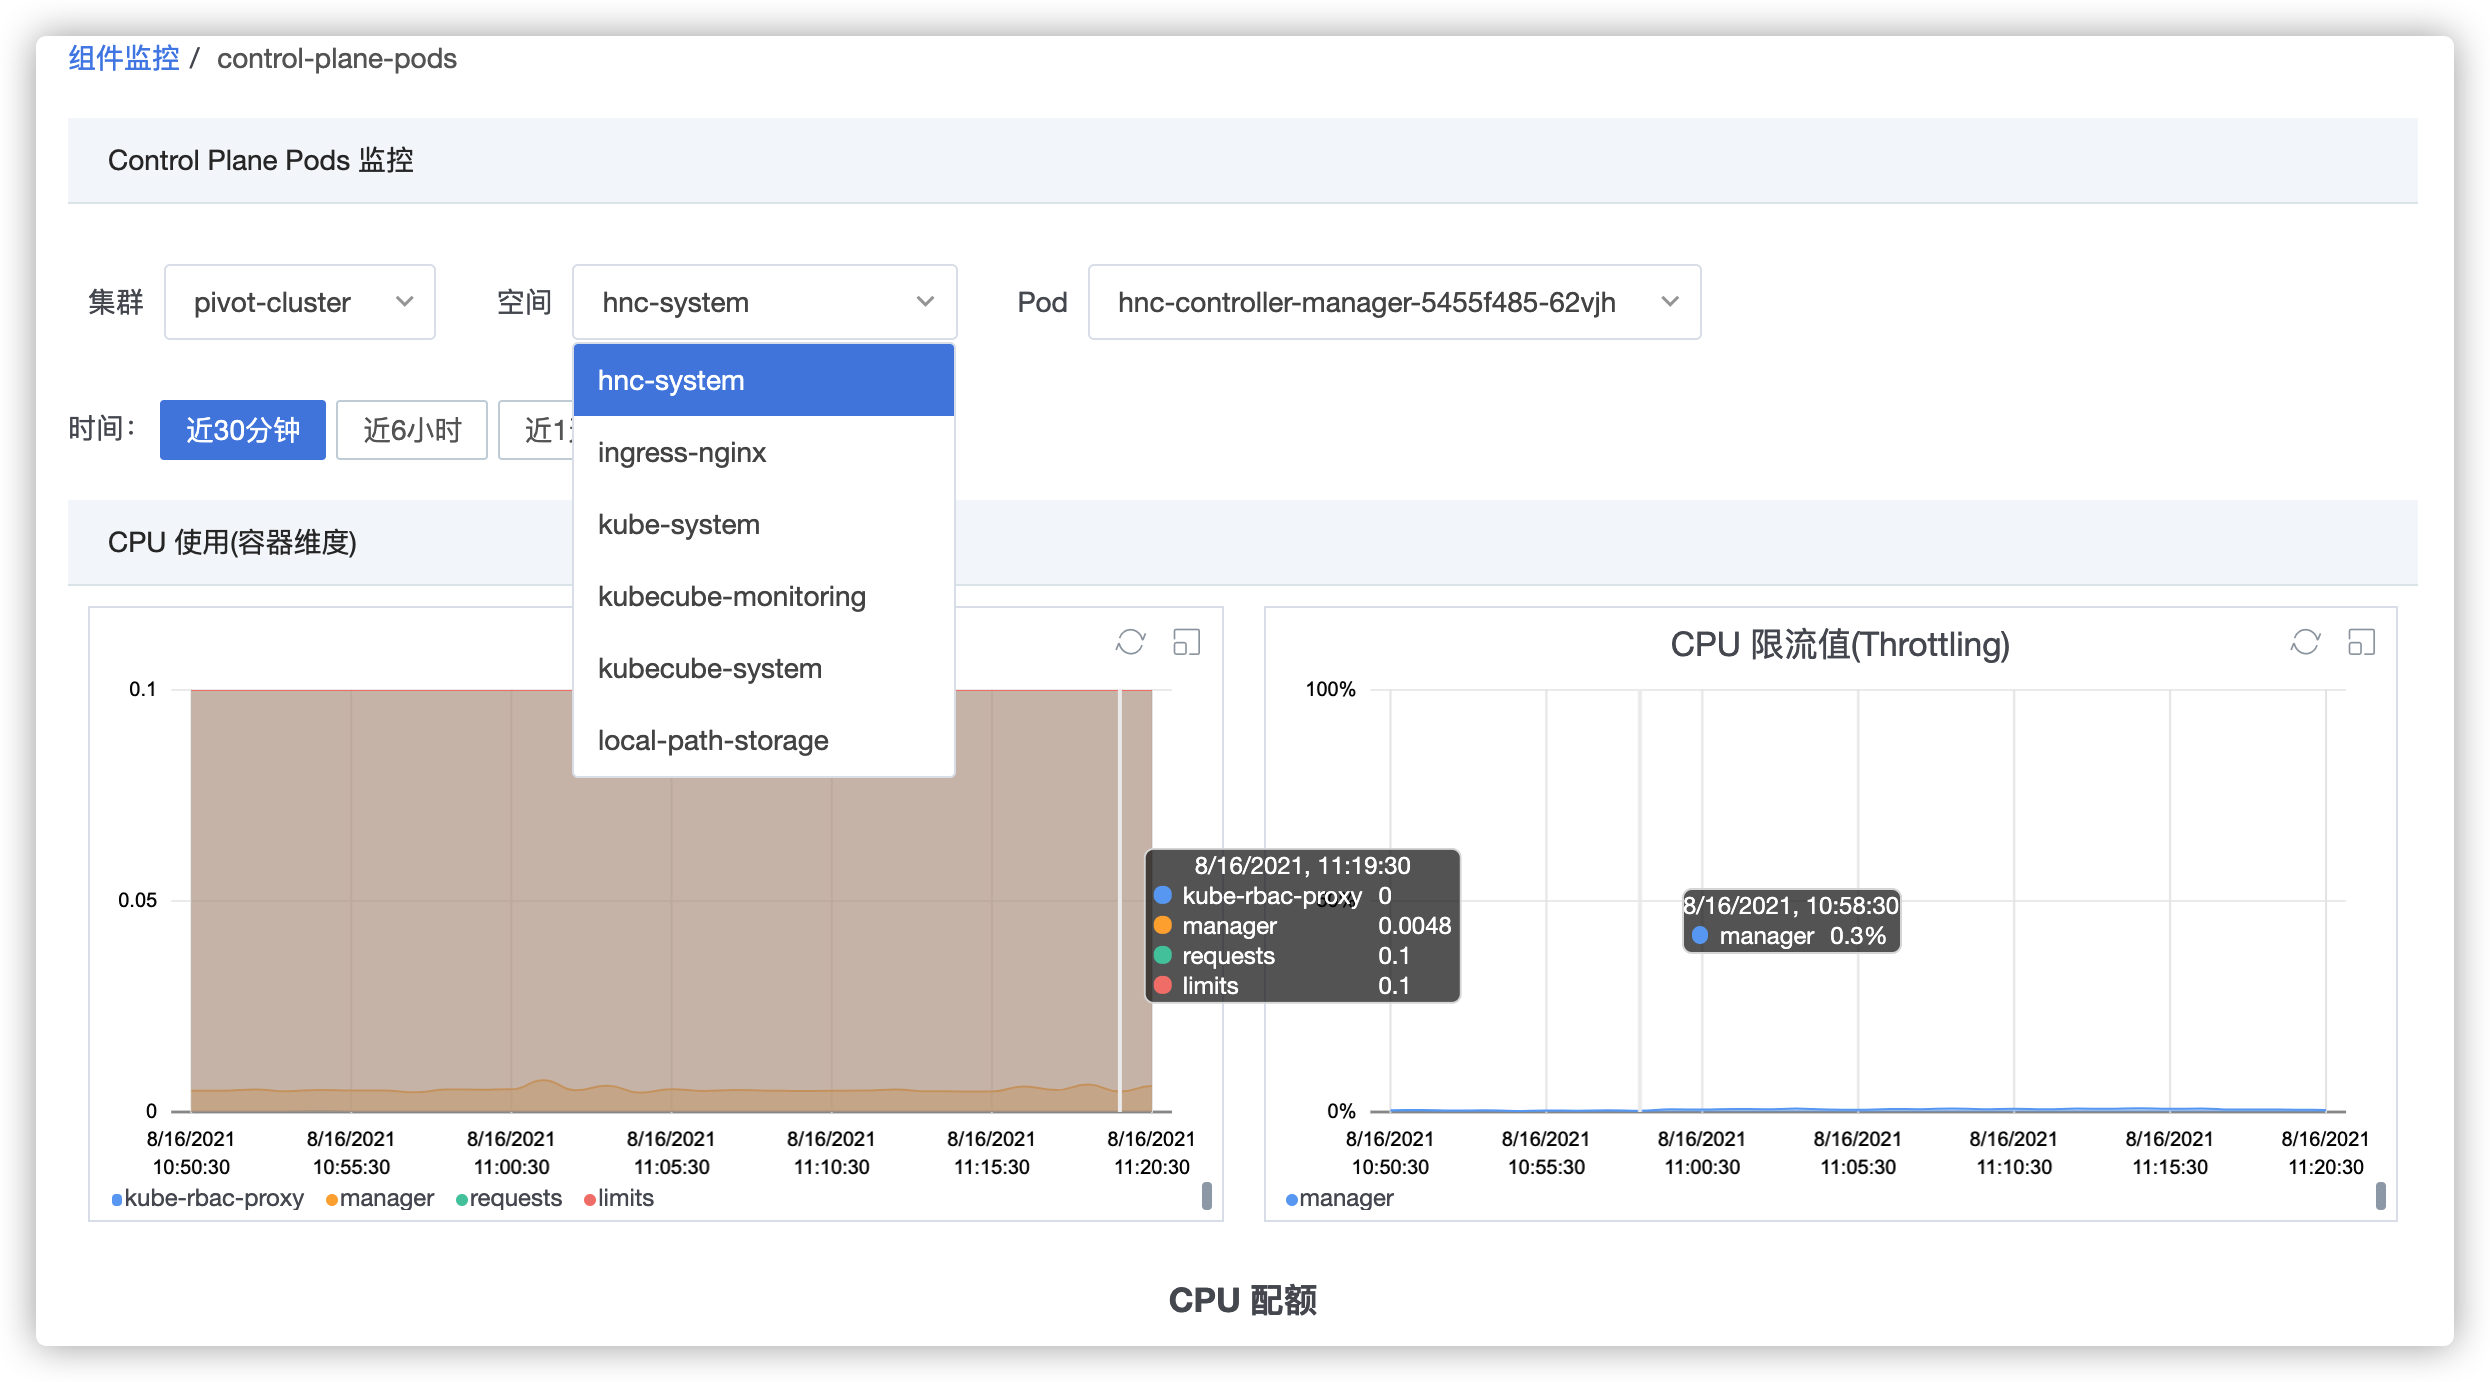 组件监控 / control-plane-pods
Control Plane Pods 监控
集群 pivot-cluster 空间 hnc-system Pod hnc-controller-manager-5455f485-62vjh
hnc-system
ingress-nginx
kube-system
kubecube-monitoring
kubecube-system
local-path-storage
时间： 近30分钟 近6小时 近1
CPU 使用(容器维度)
0.1
0.05
0
8/16/2021, 11:19:30
kube-rbac-proxy 0
manager 0.0048
requests 0.1
limits 0.1
8/16/2021 8/16/2021 8/16/2021 8/16/2021 8/16/2021 8/16/2021 8/16/2021
10:50:30 10:55:30 11:00:30 11:05:30 11:10:30 11:15:30 11:20:30
kube-rbac-proxy manager requests limits
CPU 限流值(Throttling)
100%
0%
8/16/2021, 10:58:30
manager 0.3%
8/16/2021 8/16/2021 8/16/2021 8/16/2021 8/16/2021 8/16/2021 8/16/2021
10:50:30 10:55:30 11:00:30 11:05:30 11:10:30 11:15:30 11:20:30
manager
CPU 配额